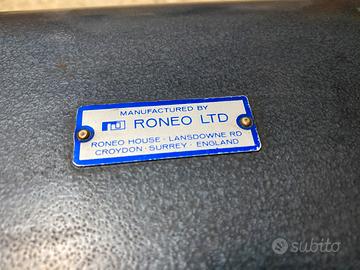 MANUFACTURED BY
RONEO LTD
RONEO HOUSE · LANSDOWNE RD
CROYDON · SURREY · ENGLAND
subito